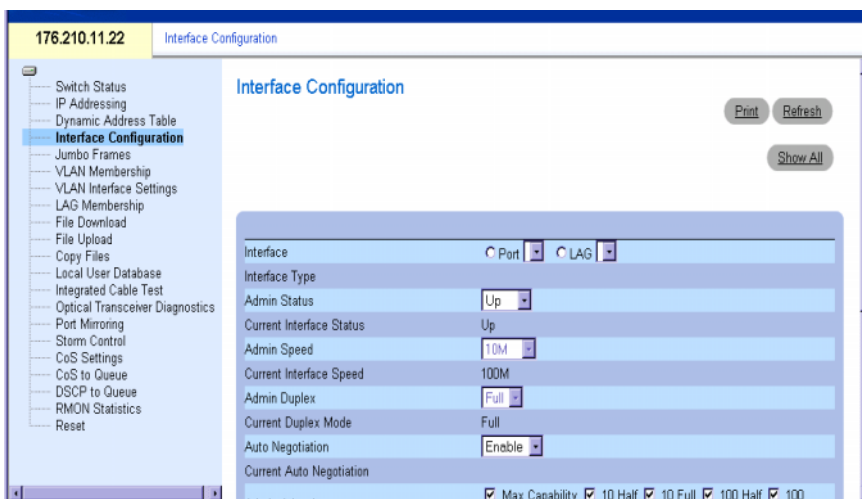 176.210.11.22
Interface Configuration
Switch Status
IP Addressing
Dynamic Address Table
Interface Configuration
Jumbo Frames
VLAN Membership
VLAN Interface Settings
LAG Membership
File Download
File Upload
Copy Files
Local User Database
Integrated Cable Test
Optical Transceiver Diagnostics
Port Mirroring
Storm Control
CoS Settings
CoS to Queue
DSCP to Queue
RMON Statistics
Reset
Interface Configuration
Print Refresh
Show All
Interface Port LAG
Interface Type
Admin Status Up
Current Interface Status Up
Admin Speed 10M
Current Interface Speed 100M
Admin Duplex Full
Current Duplex Mode Full
Auto Negotiation Enable
Current Auto Negotiation
Max Capability 10 Half 10 Full 100 Half 100